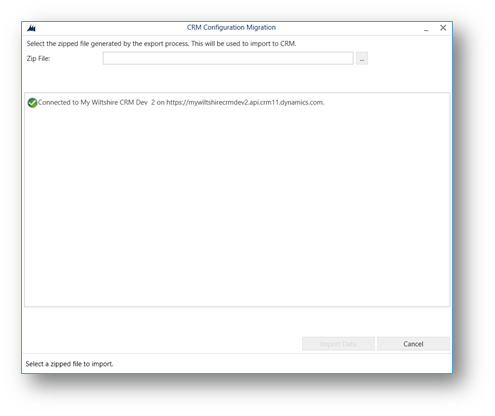 CRM Configuration Migration
Select the zipped file generated by the export process. This will be used to import to CRM.
Zip File:
...
Connected to My Wiltshire CRM Dev 2 on https://mywiltshirecrmdev2.api.crm11.dynamics.com.
Import Data
Cancel
Select a zipped file to import.